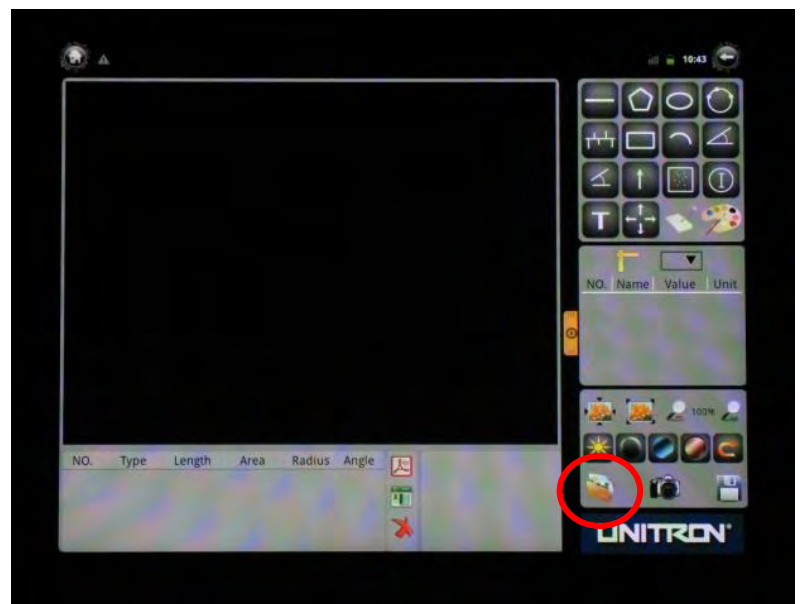 10:43
T
NO. Name Value Unit
100%
NO. Type Length Area Radius Angle
UNITRON®